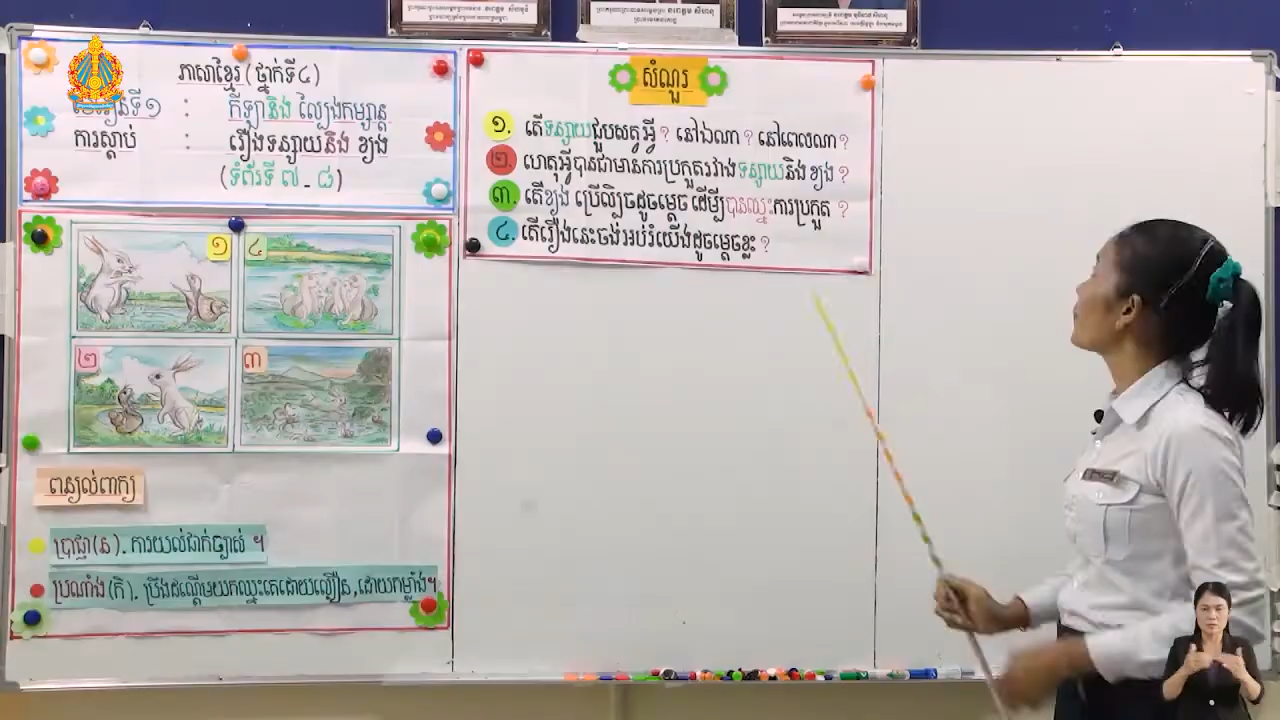 ភាសាខ្មែរ (ថ្នាក់ទី៤)
មេរៀនទី១ : កីឡានិង ល្បែងកម្សាន្ត
ការស្តាប់ : រឿងទន្សាយនិង ខ្យង
(ទំព័រទី ៧ - ៨)
សំណួរ
១. តើទន្សាយជួបសត្វអ្វី ? នៅឯណា ? នៅពេលណា ?
២. ហេតុអ្វីបានជាមានការប្រកួតរវាងទន្សាយនិង ខ្យង ?
៣. តើខ្យង ប្រើល្បិចដូចម្តេច ដើម្បីបានឈ្នះការប្រកួត ?
៤. តើរឿងនេះចង់អប់រំយើងដូចម្តេចខ្លះ ?
១ ៤
២ ៣
ពន្យល់ពាក្យ
ប្រាជ្ញា (ន). ការយល់ដាក់ច្បាស់ ។
ប្រណាំង (កិ). ប្រឹងដណ្តើមយកឈ្នះគេដោយល្បឿន, ដោយកម្លាំង។